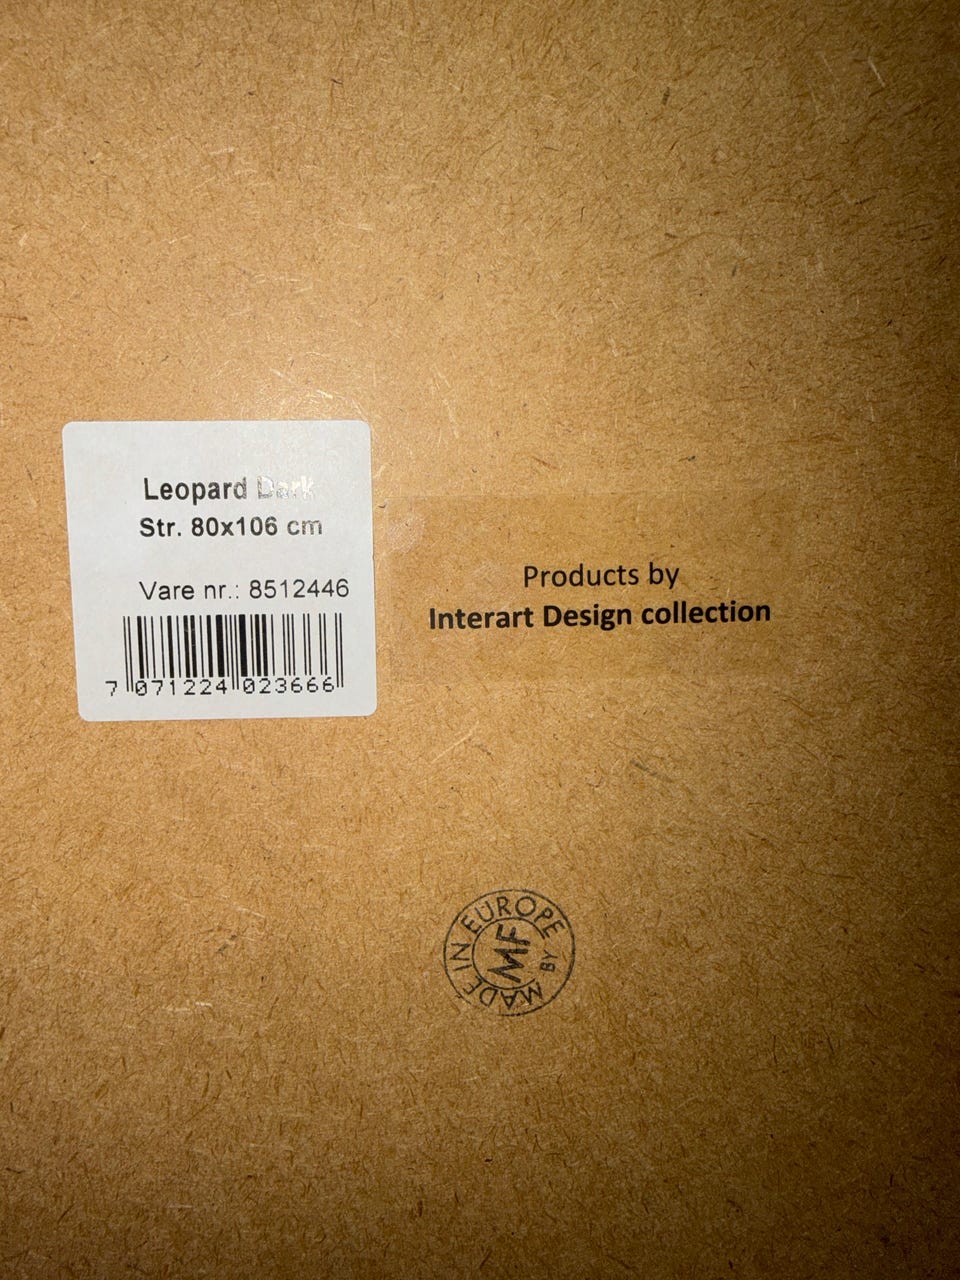 Leopard Dark
Str. 80x106 cm
Vare nr.: 8512446
7 071224 023666
Products by
Interart Design collection
MADE IN EUROPE BY
MF